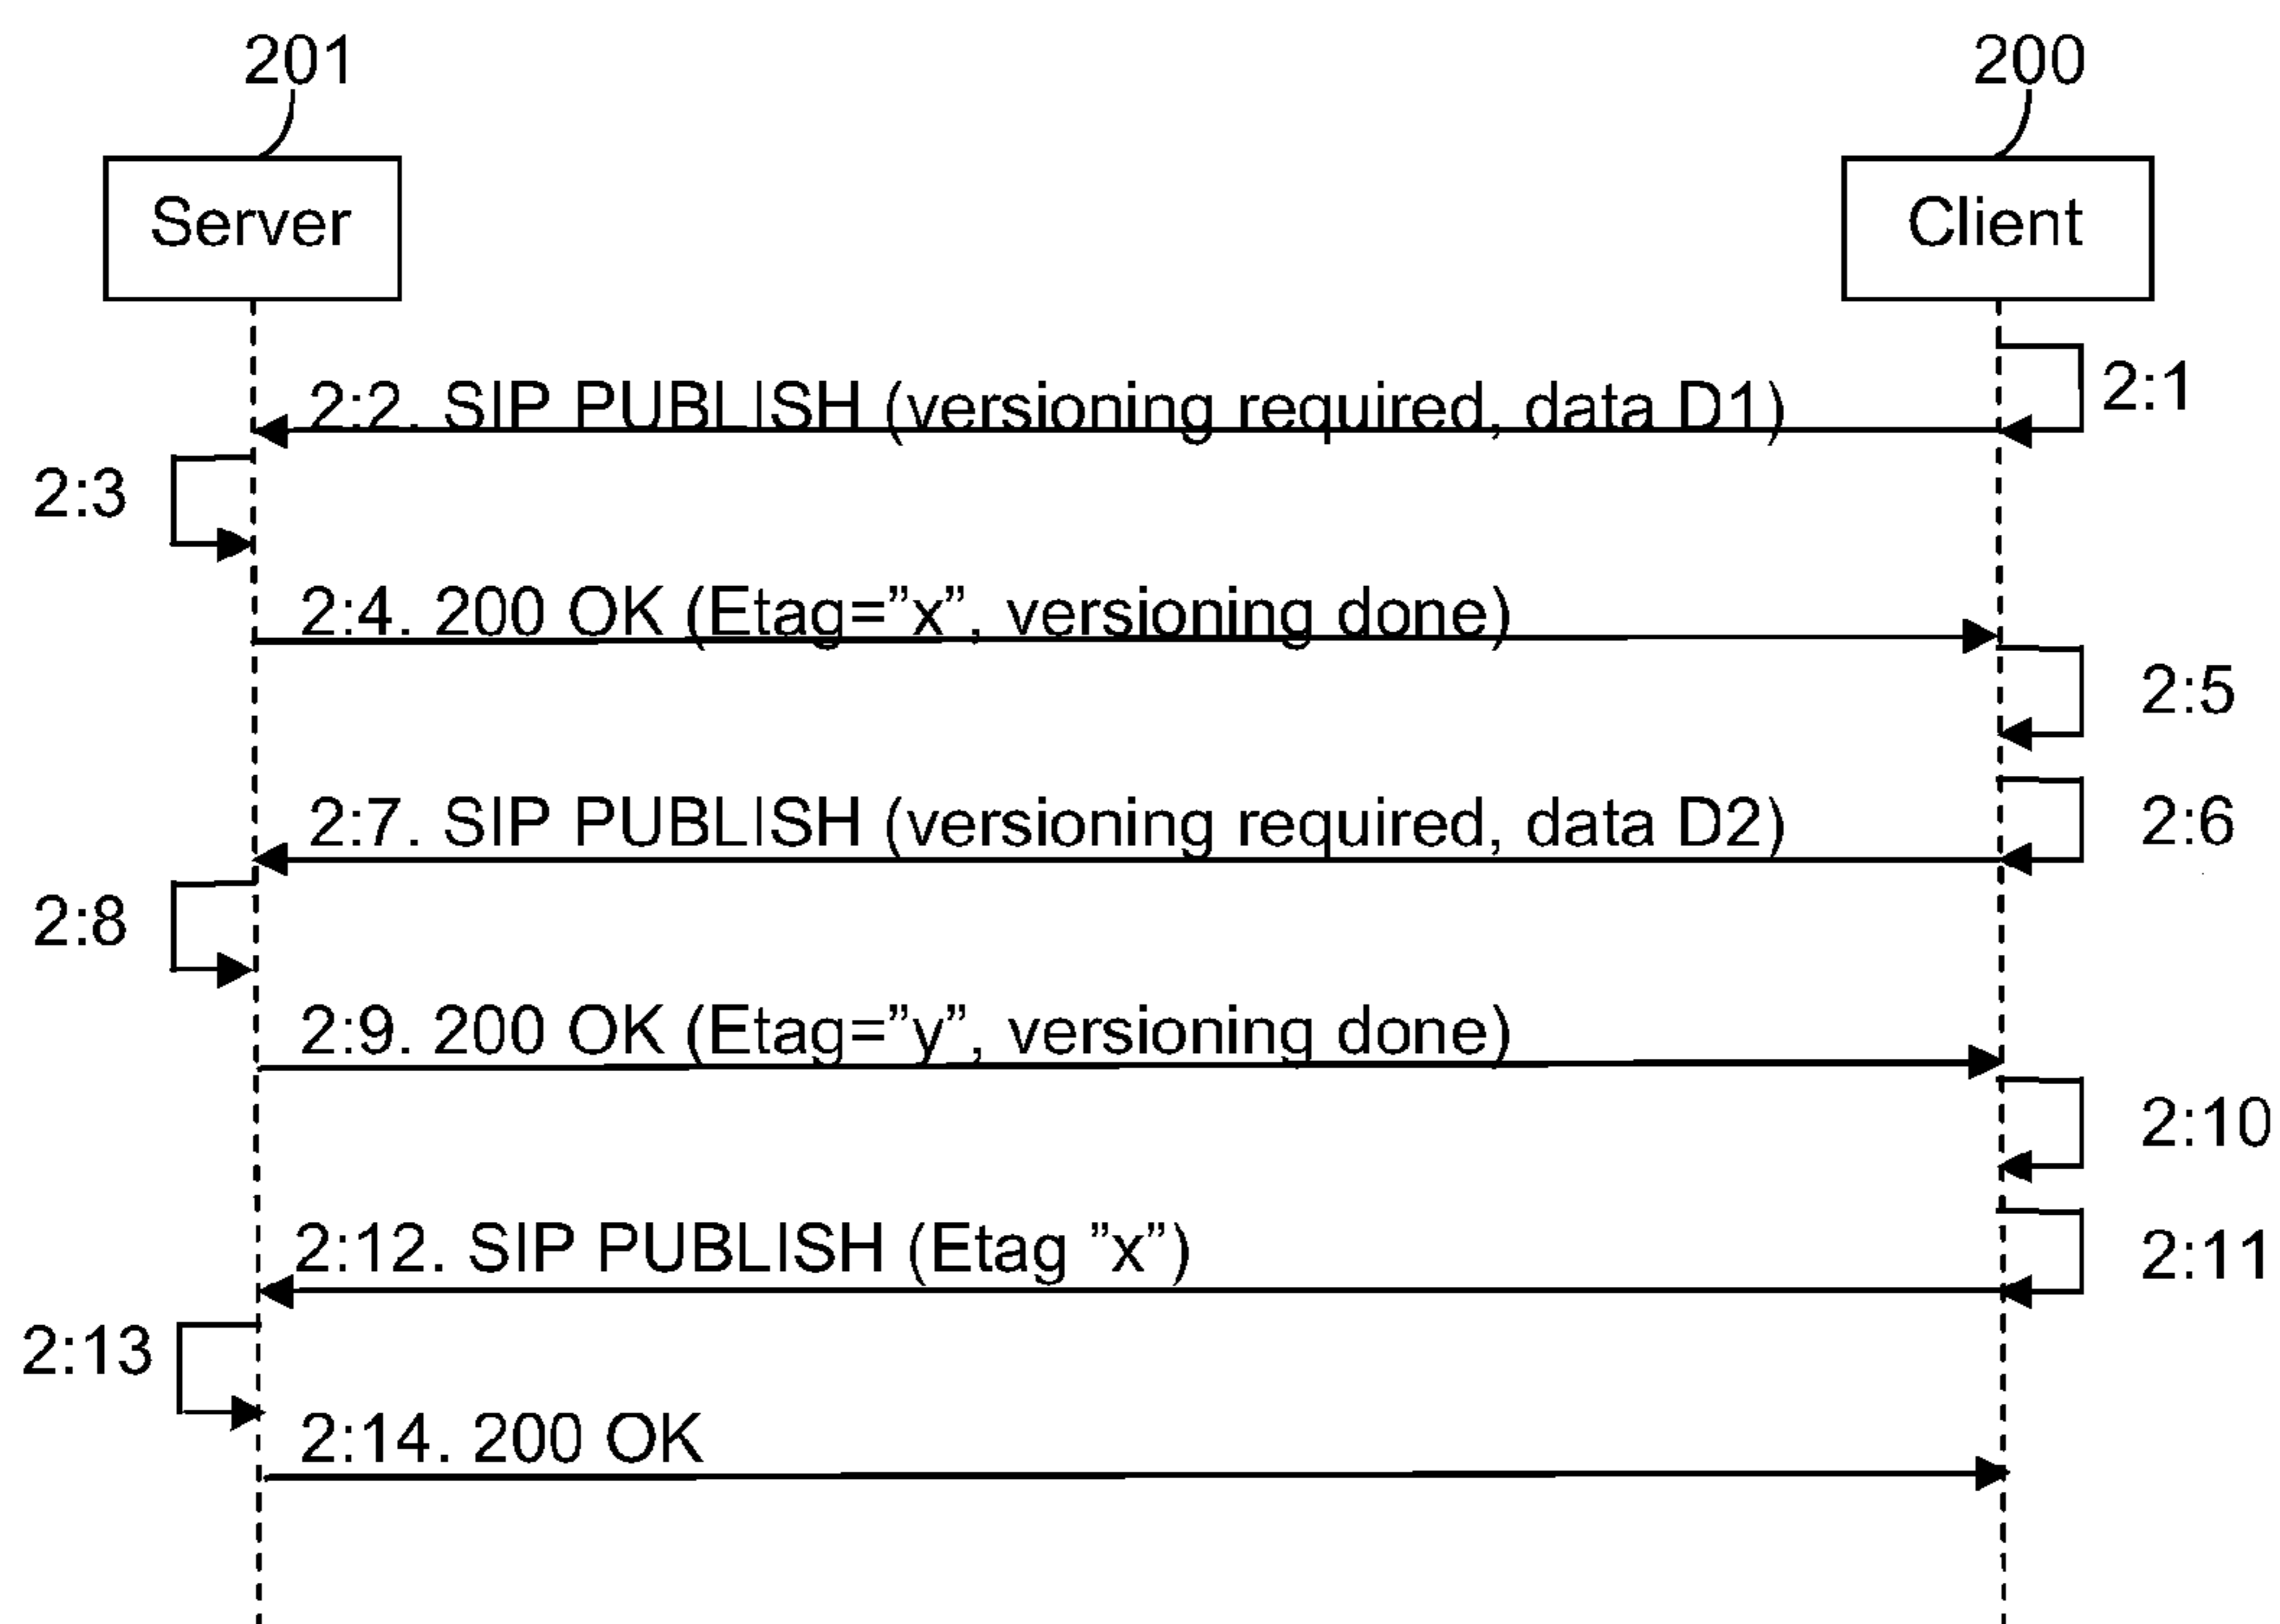 201
200
Server
Client
2:1
2:2. SIP PUBLISH (versioning required, data D1)
2:3
2:4. 200 OK (Etag=”x”, versioning done)
2:5
2:7. SIP PUBLISH (versioning required, data D2)
2:6
2:8
2:9. 200 OK (Etag=”y”, versioning done)
2:10
2:12. SIP PUBLISH (Etag ”x”)
2:11
2:13
2:14. 200 OK